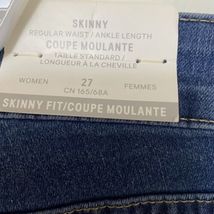 SKINNY
REGULAR WAIST / ANKLE LENGTH
COUPE MOULANTE
TAILLE STANDARD /
LONGUEUR À LA CHEVILLE
WOMEN 27 FEMMES
CN 165/68A
SKINNY FIT/COUPE MOULANTE